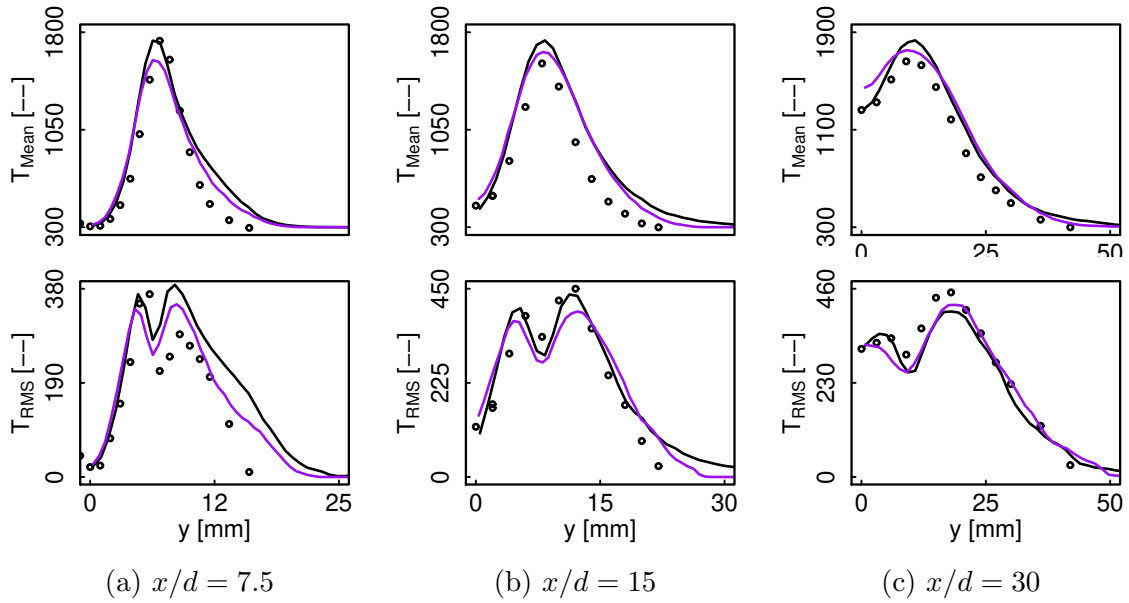 1800
1050
300
T_Mean [––]
1800
1050
300
T_Mean [––]
1900
1100
300
T_Mean [––]
0 25 50
380
190
0
T_RMS [––]
0 12 25
y [mm]
450
225
0
T_RMS [––]
0 15 31
y [mm]
460
230
0
T_RMS [––]
0 25 50
y [mm]
(a) x/d = 7.5
(b) x/d = 15
(c) x/d = 30